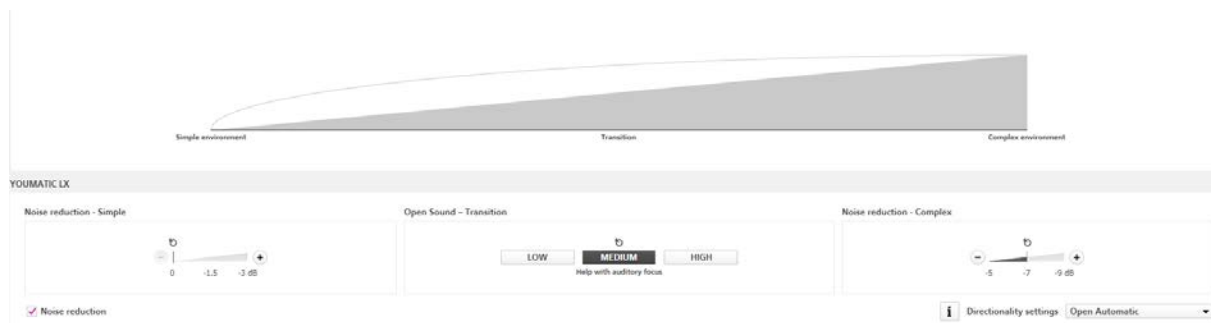 Simple environment
Transition
Complex environment
YOUMATIC LX
Noise reduction - Simple
Open Sound – Transition
Noise reduction - Complex
0 -1.5 -3 dB
LOW MEDIUM HIGH
Help with auditory focus
-5 -7 -9 dB
Noise reduction
i Directionality settings Open Automatic